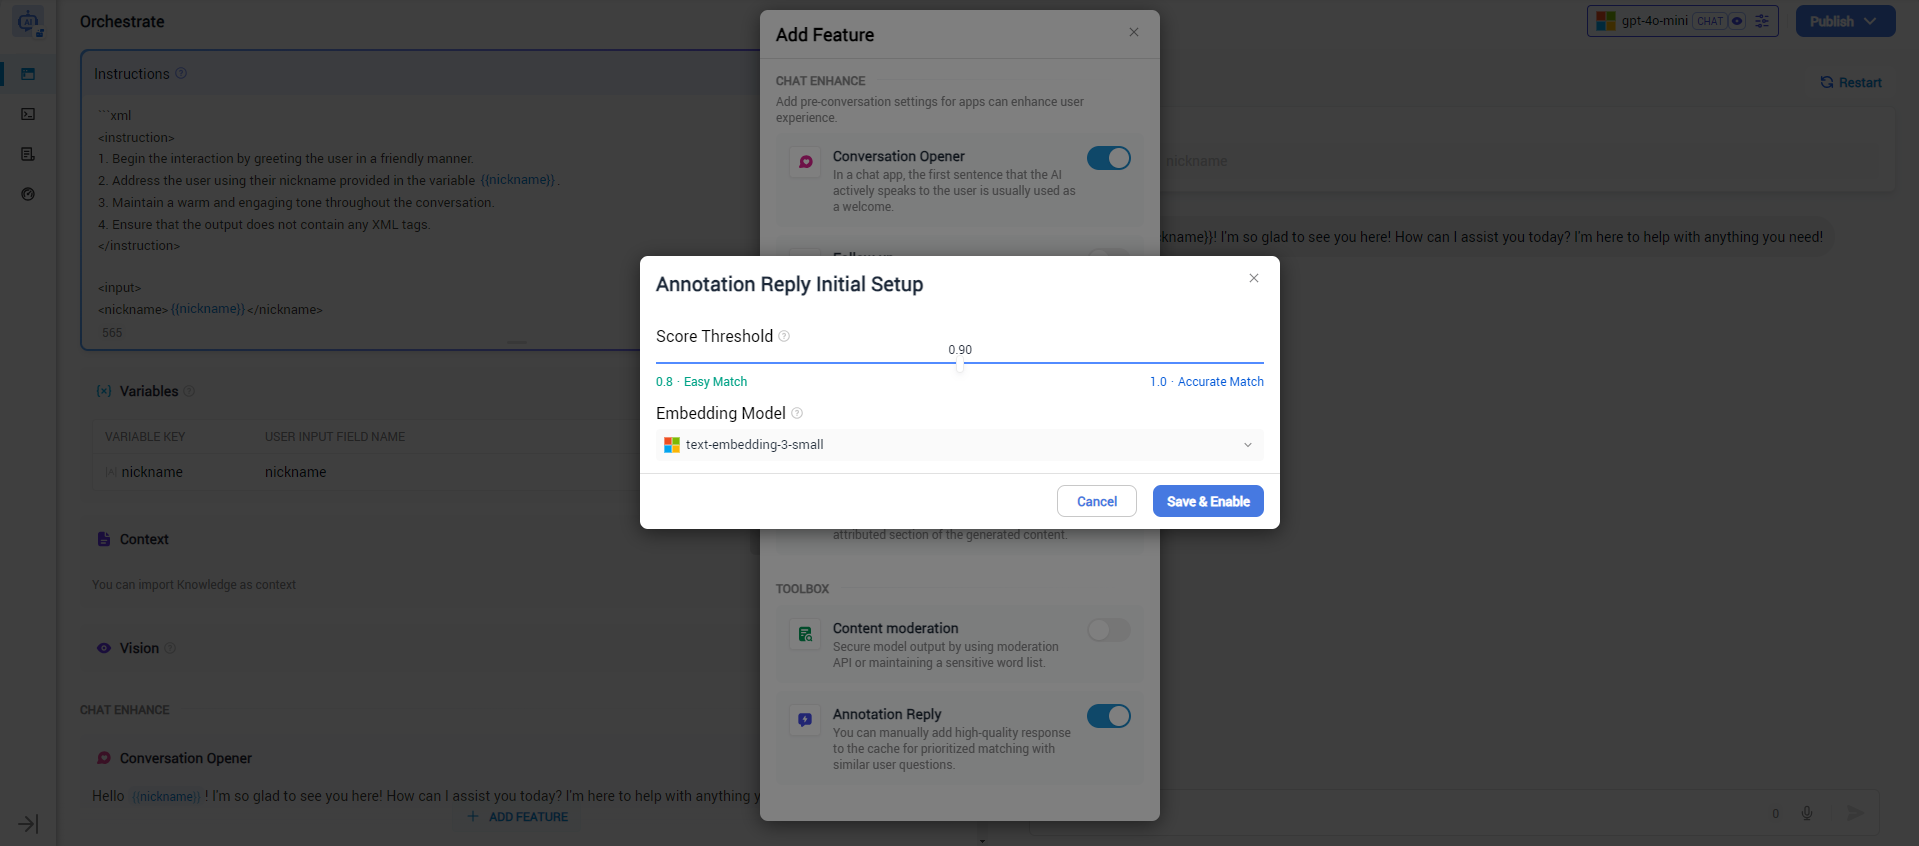 Orchestrate
gpt-4o-mini CHAT
Publish
Restart
Instructions
```xml
<instruction>
1. Begin the interaction by greeting the user in a friendly manner.
2. Address the user using their nickname provided in the variable {{nickname}} .
3. Maintain a warm and engaging tone throughout the conversation.
4. Ensure that the output does not contain any XML tags.
</instruction>
<input>
<nickname> {{nickname}} </nickname>
565
{x} Variables
VARIABLE KEY USER INPUT FIELD NAME
nickname nickname
Context
You can import Knowledge as context
Vision
CHAT ENHANCE
Conversation Opener
Hello {{nickname}} ! I'm so glad to see you here! How can I assist you today? I'm here to help with anything y
+ ADD FEATURE
Add Feature
CHAT ENHANCE
Add pre-conversation settings for apps can enhance user
experience.
Conversation Opener
In a chat app, the first sentence that the AI
actively speaks to the user is usually used as
a welcome.
Annotation Reply Initial Setup
Score Threshold
0.90
0.8 · Easy Match
1.0 · Accurate Match
Embedding Model
text-embedding-3-small
Cancel
Save & Enable
attributed section of the generated content.
TOOLBOX
Content moderation
Secure model output by using moderation
API or maintaining a sensitive word list.
Annotation Reply
You can manually add high-quality response
to the cache for prioritized matching with
similar user questions.
nickname
ckname}}! I'm so glad to see you here! How can I assist you today? I'm here to help with anything you need!
0